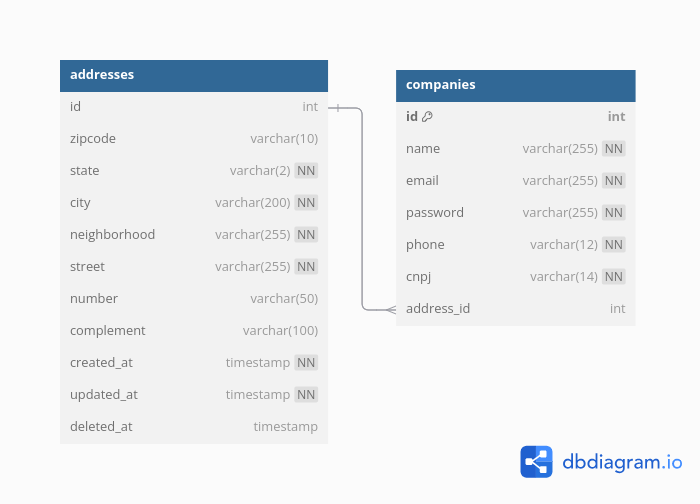 addresses
id int
zipcode varchar(10)
state varchar(2) NN
city varchar(200) NN
neighborhood varchar(255) NN
street varchar(255) NN
number varchar(50)
complement varchar(100)
created_at timestamp NN
updated_at timestamp NN
deleted_at timestamp
companies
id int
name varchar(255) NN
email varchar(255) NN
password varchar(255) NN
phone varchar(12) NN
cnpj varchar(14) NN
address_id int
dbdiagram.io